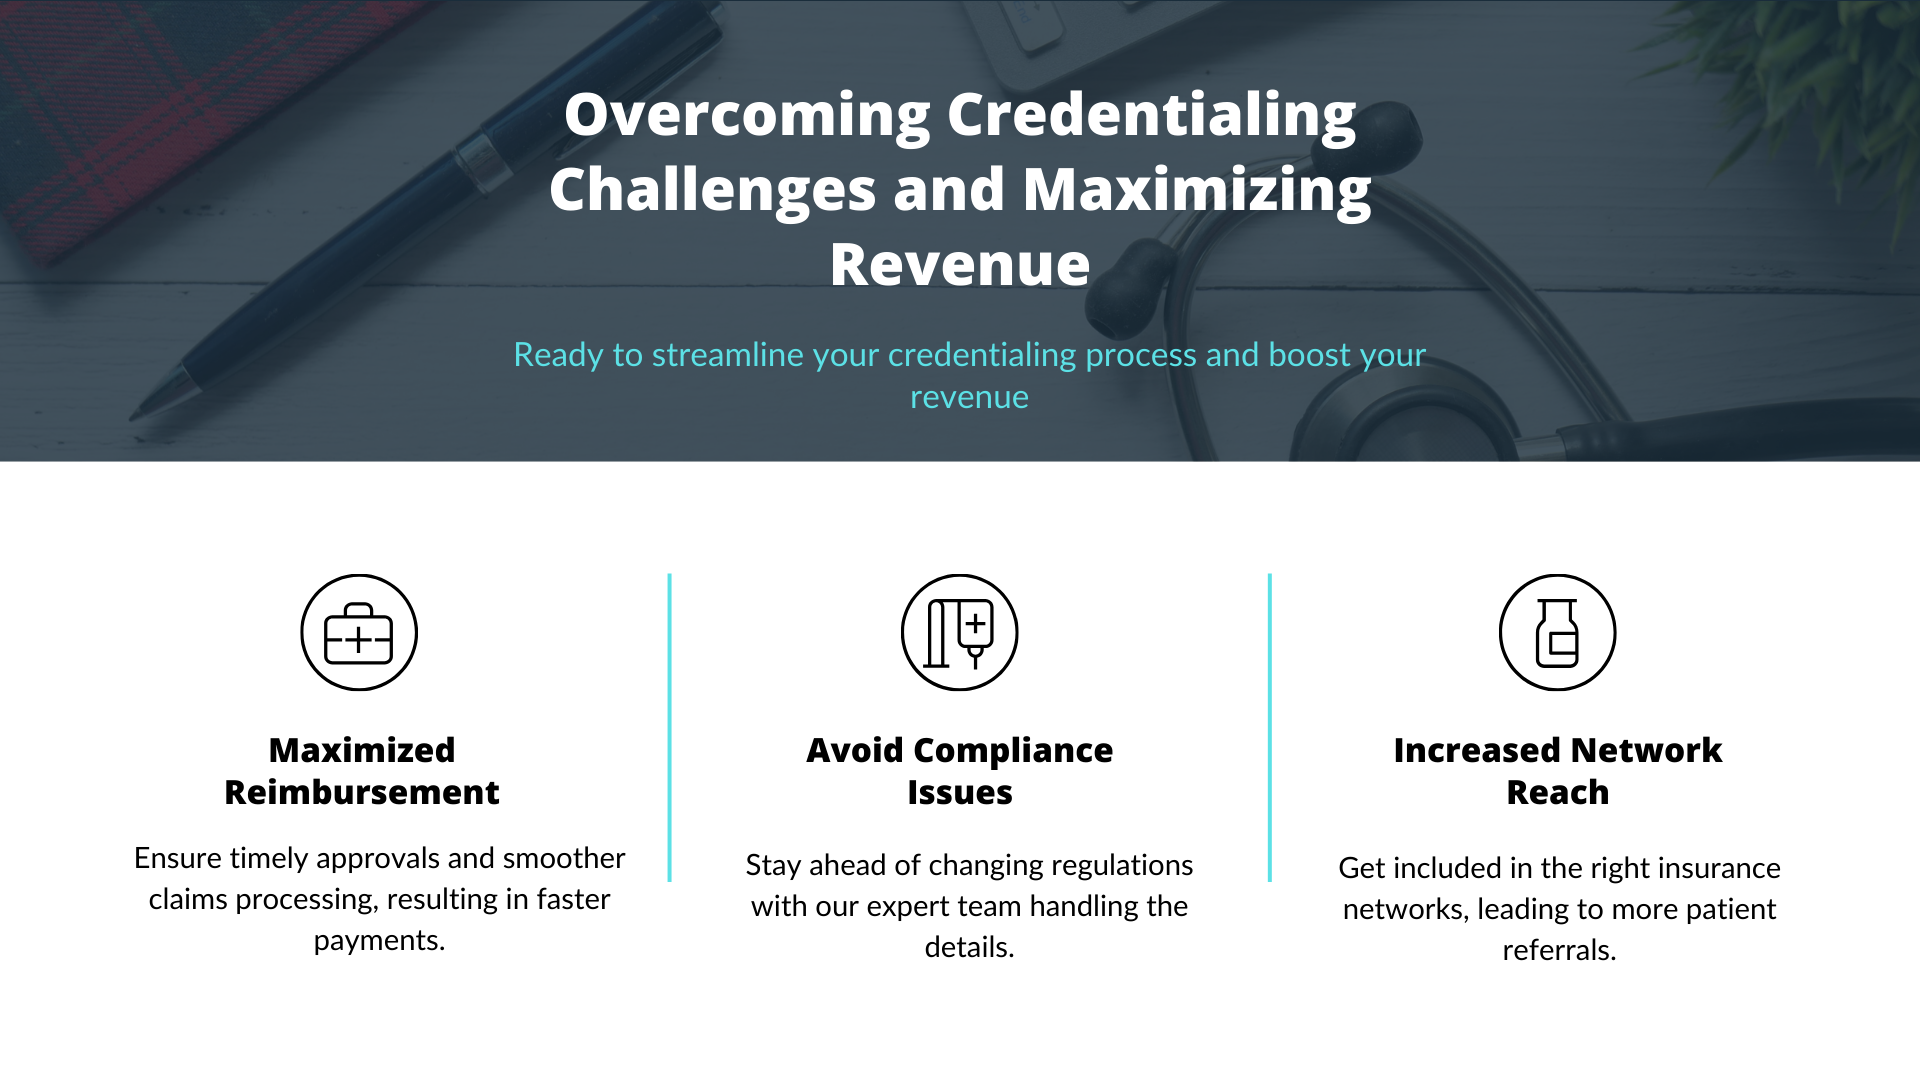 Overcoming Credentialing
Challenges and Maximizing
Revenue
Ready to streamline your credentialing process and boost your
revenue
Maximized
Reimbursement
Ensure timely approvals and smoother
claims processing, resulting in faster
payments.
Avoid Compliance
Issues
Stay ahead of changing regulations
with our expert team handling the
details.
Increased Network
Reach
Get included in the right insurance
networks, leading to more patient
referrals.